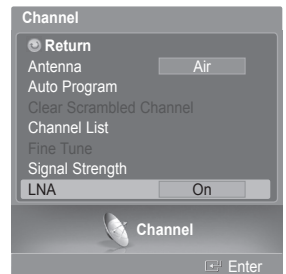 Channel
Return
Antenna Air
Auto Program
Clear Scrambled Channel
Channel List
Fine Tune
Signal Strength
LNA On
Channel
Enter